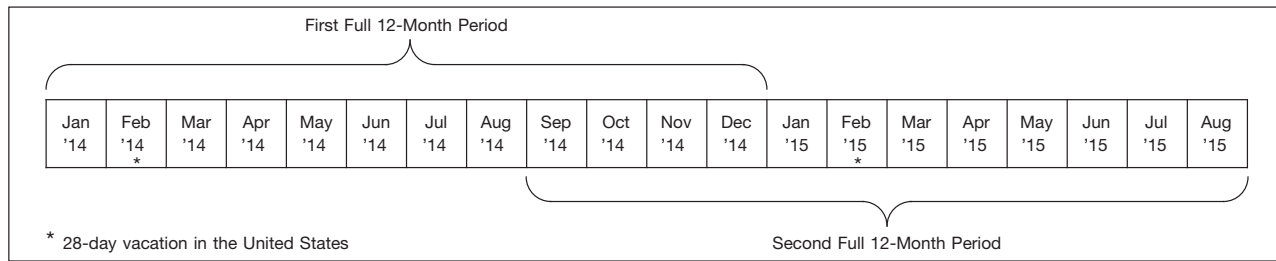 First Full 12-Month Period
Jan Feb Mar Apr May Jun Jul Aug Sep Oct Nov Dec Jan Feb Mar Apr May Jun Jul Aug
'14 '14 '14 '14 '14 '14 '14 '14 '14 '14 '14 '14 '15 '15 '15 '15 '15 '15 '15 '15
* *
* 28-day vacation in the United States
Second Full 12-Month Period